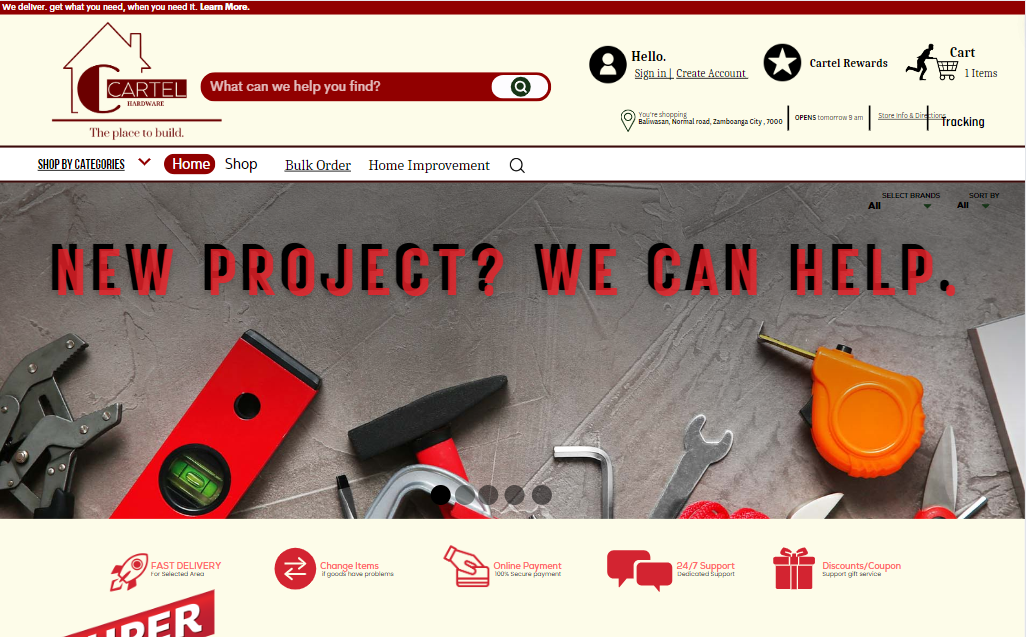 We deliver. get what you need, when you need it. Learn More.
CARTEL
HARDWARE
The place to build.
What can we help you find?
Hello.
Sign in | Create Account
Cartel Rewards
Cart
1 Items
You're shopping
Baliwasan, Normal road, Zamboanga City , 7000
OPENS tomorrow 9 am
Store Info & Directions
Tracking
SHOP BY CATEGORIES
Home
Shop
Bulk Order
Home Improvement
SELECT BRANDS
All
SORT BY
All
NEW PROJECT? WE CAN HELP.
FAST DELIVERY
For Selected Area
Change Items
if goods have problems
Online Payment
100% Secure payment
24/7 Support
Dedicated Support
Discounts/Coupon
Support gift service